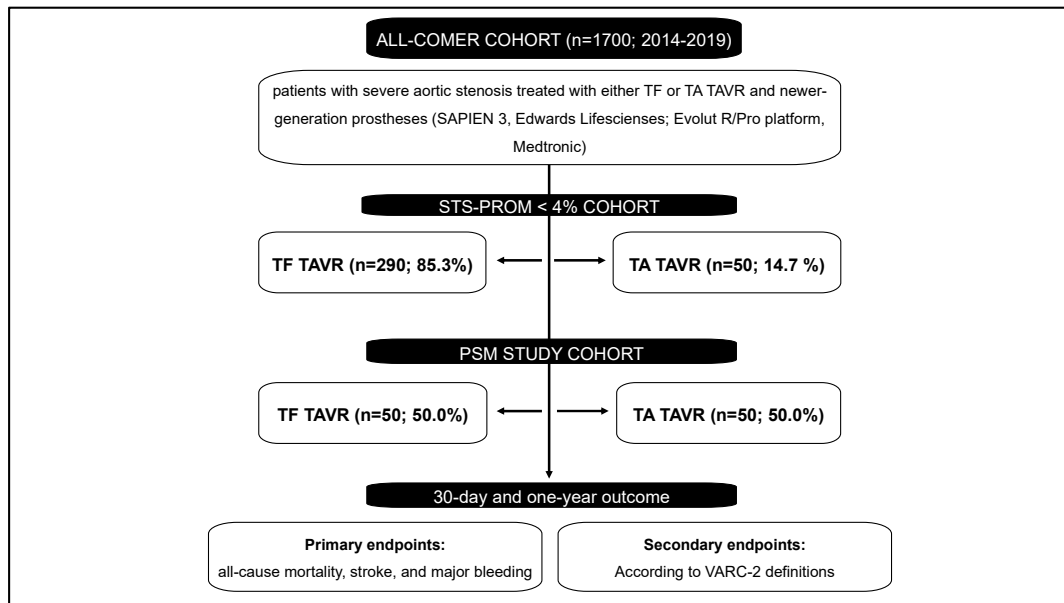 ALL-COMER COHORT (n=1700; 2014-2019)
patients with severe aortic stenosis treated with either TF or TA TAVR and newer-
generation prostheses (SAPIEN 3, Edwards Lifescienses; Evolut R/Pro platform,
Medtronic)
STS-PROM < 4% COHORT
TF TAVR (n=290; 85.3%)
TA TAVR (n=50; 14.7 %)
PSM STUDY COHORT
TF TAVR (n=50; 50.0%)
TA TAVR (n=50; 50.0%)
30-day and one-year outcome
Primary endpoints:
all-cause mortality, stroke, and major bleeding
Secondary endpoints:
According to VARC-2 definitions